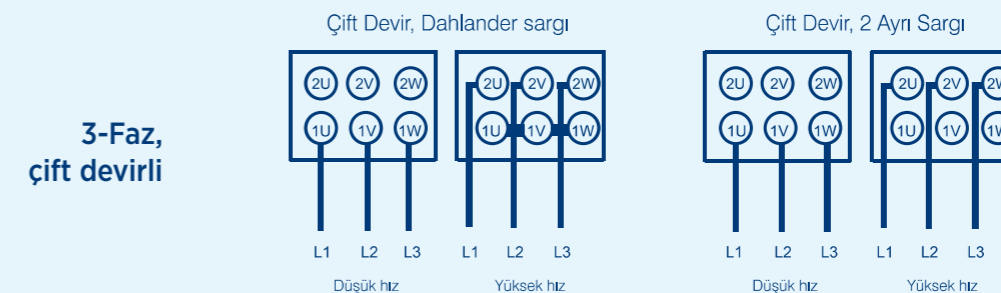 Çift Devir, Dahlander sargı
Çift Devir, 2 Ayrı Sargı
3-Faz,
çift devirli
2U 2V 2W 2U 2V 2W 2U 2V 2W 2U 2V 2W
1U 1V 1W 1U 1V 1W 1U 1V 1W 1U 1V 1W
L1 L2 L3 L1 L2 L3 L1 L2 L3 L1 L2 L3
Düşük hız Yüksek hız Düşük hız Yüksek hız